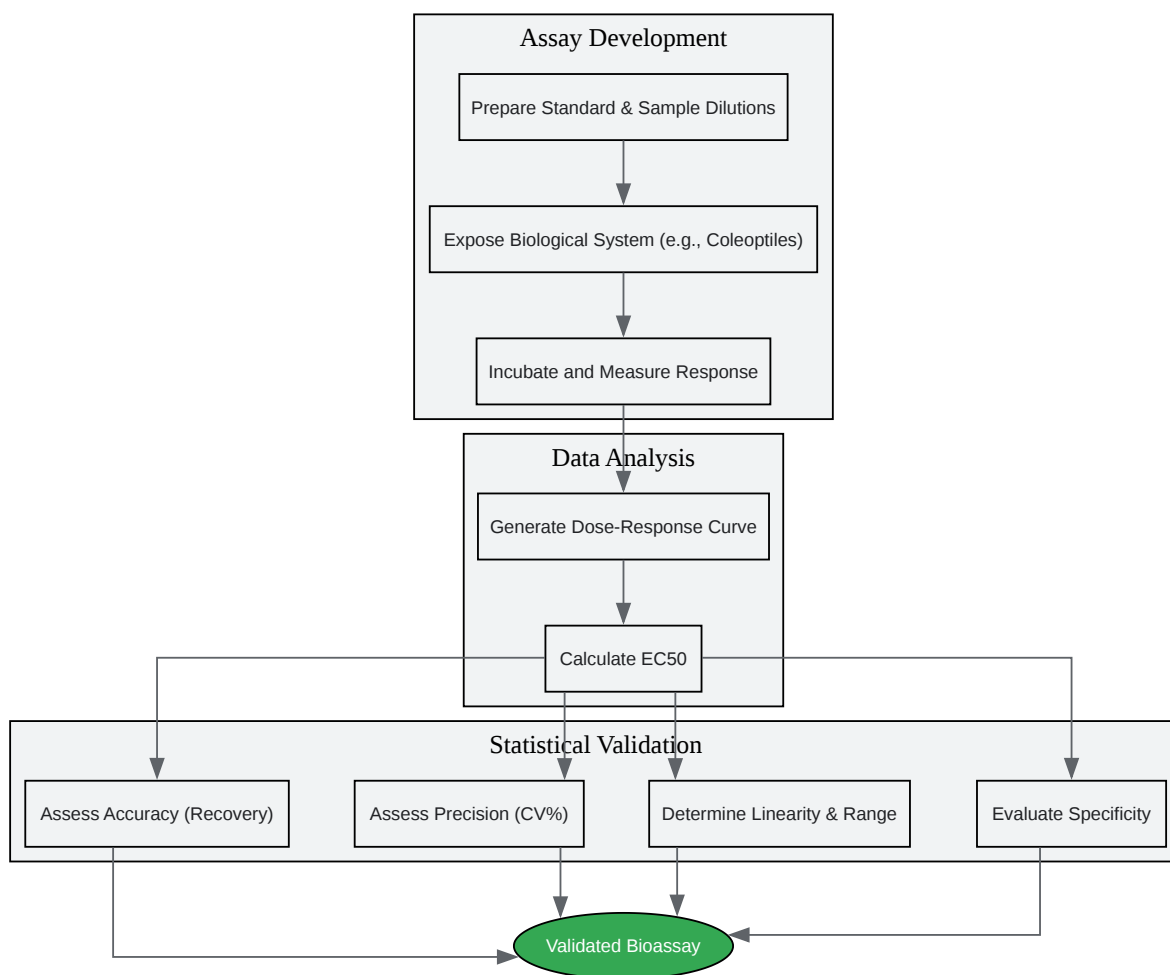 Assay Development
Prepare Standard & Sample Dilutions
Expose Biological System (e.g., Coleoptiles)
Incubate and Measure Response
Data Analysis
Generate Dose-Response Curve
Calculate EC50
Statistical Validation
Assess Accuracy (Recovery)
Assess Precision (CV%)
Determine Linearity & Range
Evaluate Specificity
Validated Bioassay